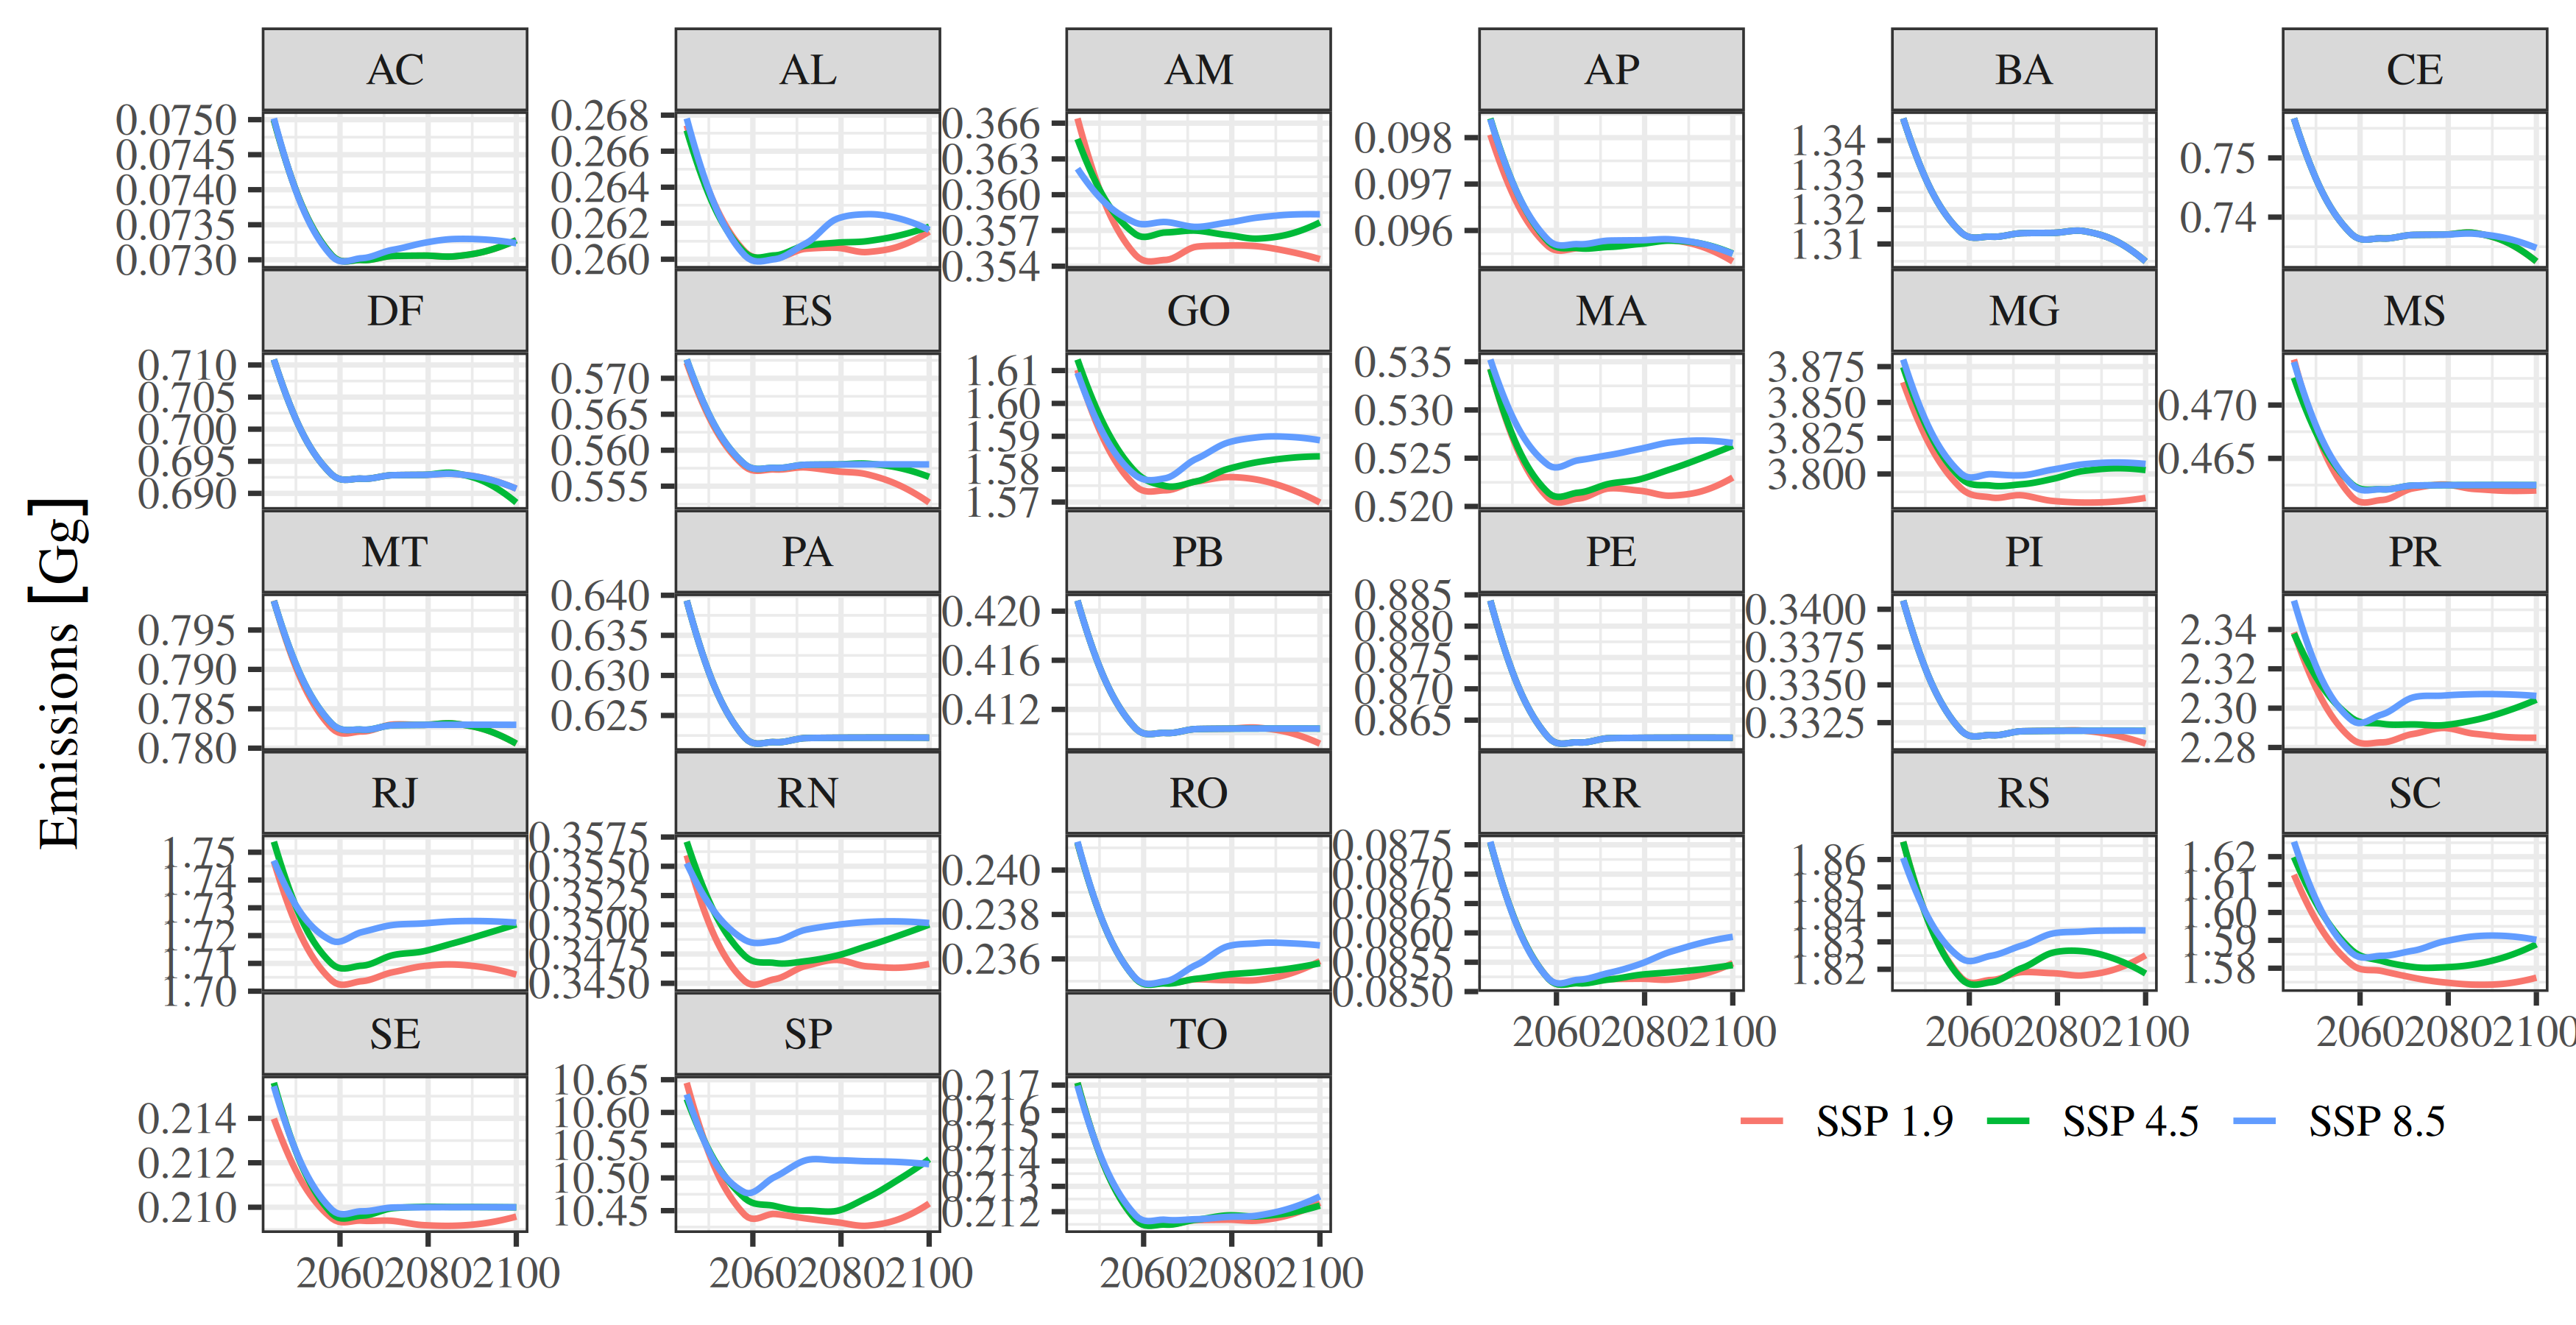 Emissions [Gg]
AC AL AM AP BA CE
0.0750 0.0745 0.0740 0.0735 0.0730
0.268 0.266 0.264 0.262 0.260
0.366 0.363 0.360 0.357 0.354
0.098 0.097 0.096
1.34 1.33 1.32 1.31
0.75 0.74
DF ES GO MA MG MS
0.710 0.705 0.700 0.695 0.690
0.570 0.565 0.560 0.555
1.61 1.60 1.59 1.58 1.57
0.535 0.530 0.525 0.520
3.875 3.850 3.825 3.800
0.470 0.465
MT PA PB PE PI PR
0.795 0.790 0.785 0.780
0.640 0.635 0.630 0.625
0.420 0.416 0.412
0.885 0.880 0.875 0.870 0.865
0.3400 0.3375 0.3350 0.3325
2.34 2.32 2.30 2.28
RJ RN RO RR RS SC
1.75 1.74 1.73 1.72 1.71 1.70
0.3575 0.3550 0.3525 0.3500 0.3475 0.3450
0.240 0.238 0.236
0.0875 0.0870 0.0865 0.0860 0.0855 0.0850
1.86 1.85 1.84 1.83 1.82
1.62 1.61 1.60 1.59 1.58
2060 2080 2100
2060 2080 2100
2060 2080 2100
SE SP TO
0.214 0.212 0.210
10.65 10.60 10.55 10.50 10.45
0.217 0.216 0.215 0.214 0.213 0.212
2060 2080 2100
2060 2080 2100
2060 2080 2100
SSP 1.9 SSP 4.5 SSP 8.5